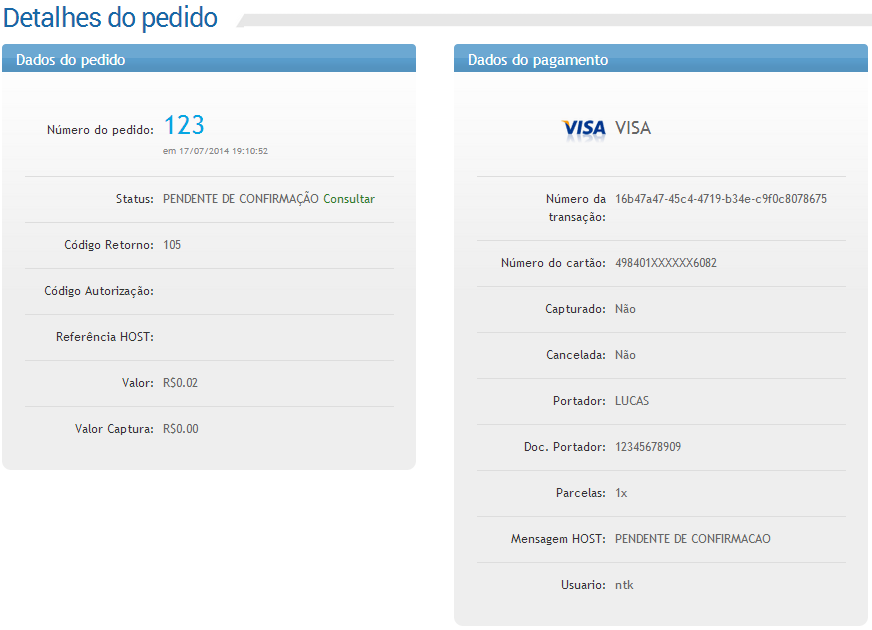 Detalhes do pedido
Dados do pedido
Número do pedido: 123
em 17/07/2014 19:10:52
Status: PENDENTE DE CONFIRMAÇÃO Consultar
Código Retorno: 105
Código Autorização:
Referência HOST:
Valor: R$0.02
Valor Captura: R$0.00
Dados do pagamento
VISA VISA
Número da 16b47a47-45c4-4719-b34e-c9f0c8078675
transação:
Número do cartão: 498401XXXXXX6082
Capturado: Não
Cancelada: Não
Portador: LUCAS
Doc. Portador: 12345678909
Parcelas: 1x
Mensagem HOST: PENDENTE DE CONFIRMACAO
Usuario: ntk